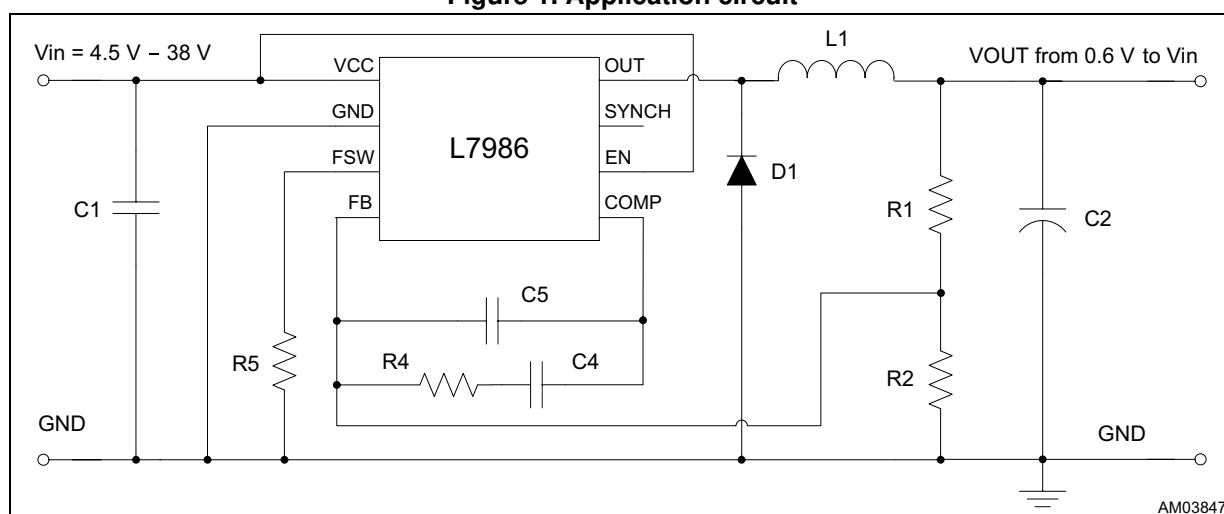 Figure 1. Application circuit
Vin = 4.5 V – 38 V
L1
VOUT from 0.6 V to Vin
VCC
OUT
GND
SYNCH
L7986
FSW
EN
D1
C1
FB
COMP
R1
C2
C5
R5
R4
C4
R2
GND
GND
AM03847